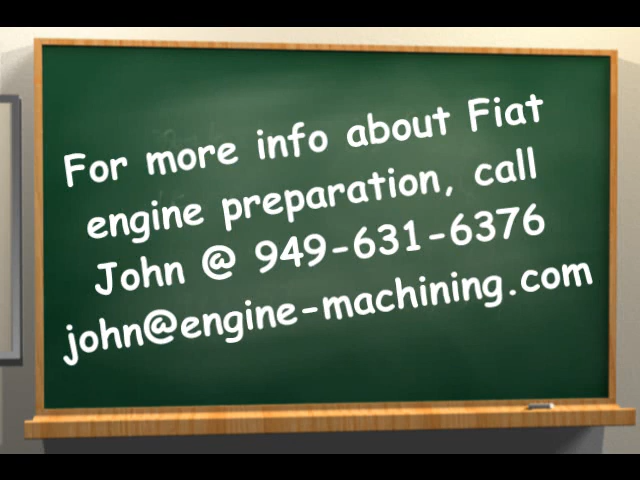 For more info about Fiat
engine preparation, call
John @ 949-631-6376
john@engine-machining.com